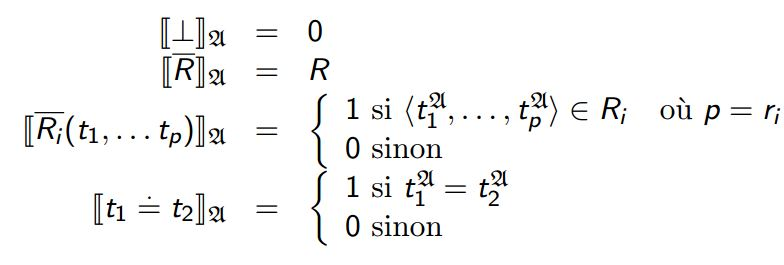 ⟦⊥⟧𝔄 = 0
⟦R̅⟧𝔄 = R
⟦R̅ᵢ(t₁, … tₚ)⟧𝔄 = { 1 si ⟨t₁^𝔄, …, tₚ^𝔄⟩ ∈ Rᵢ où p = rᵢ
0 sinon
⟦t₁ ≐ t₂⟧𝔄 = { 1 si t₁^𝔄 = t₂^𝔄
0 sinon